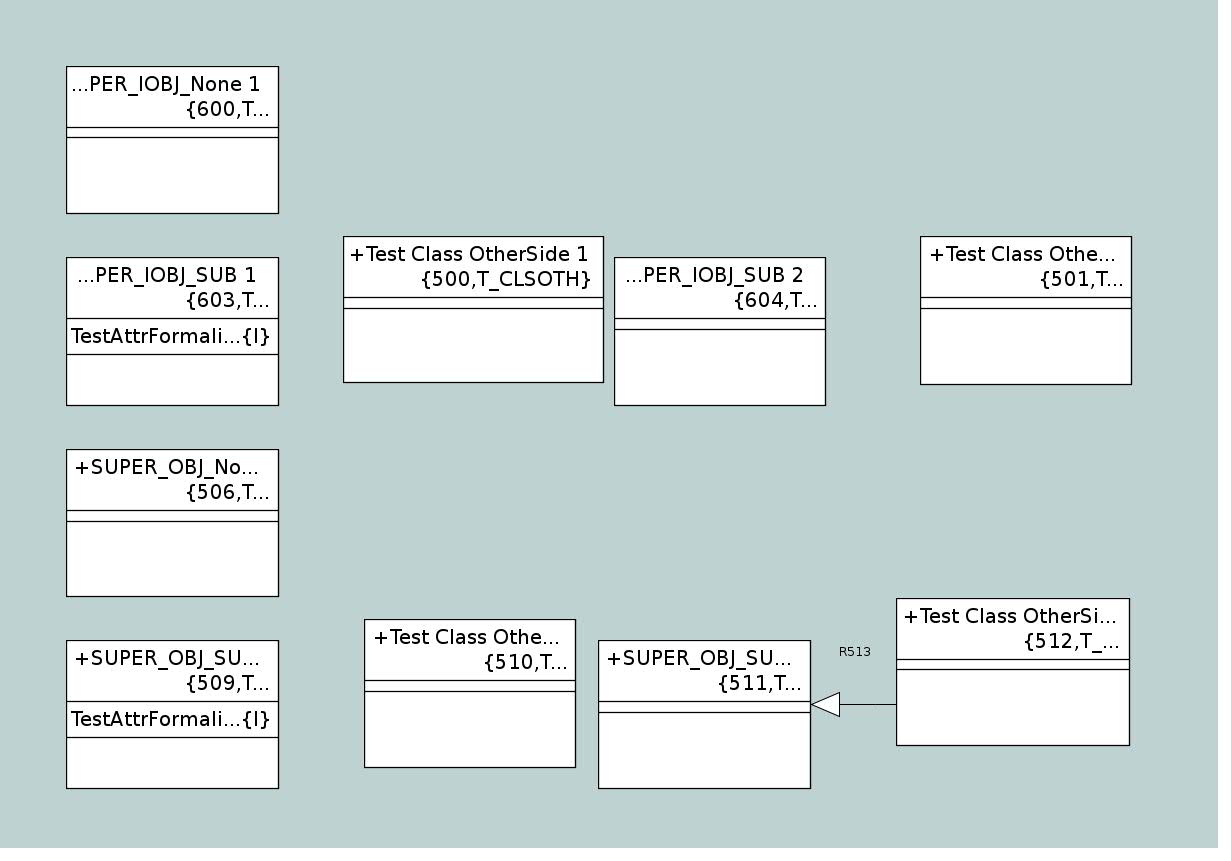 ...PER_IOBJ_None 1
{600,T...
...PER_IOBJ_SUB 1
{603,T...
TestAttrFormali...{I}
+Test Class OtherSide 1
{500,T_CLSOTH}
...PER_IOBJ_SUB 2
{604,T...
+Test Class Othe...
{501,T...
+SUPER_OBJ_No...
{506,T...
+SUPER_OBJ_SU...
{509,T...
TestAttrFormali...{I}
+Test Class Othe...
{510,T...
+SUPER_OBJ_SU...
{511,T...
R513
+Test Class OtherSi...
{512,T_...